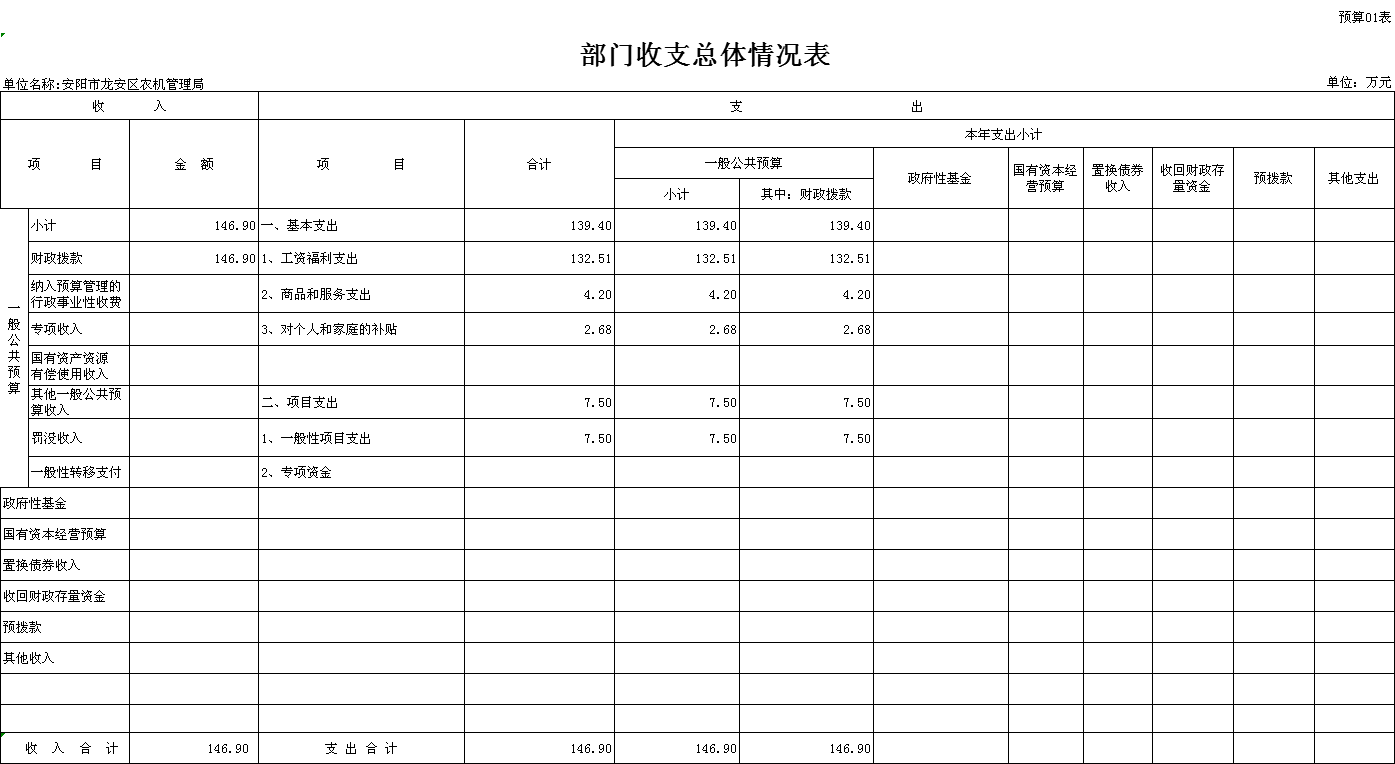 预算01表
部门收支总体情况表
单位名称:安阳市龙安区农机管理局
单位：万元
收 入
支 出
项 目
金 额
项 目
合计
本年支出小计
一般公共预算
小计
其中：财政拨款
政府性基金
国有资本经
营预算
置换债券
收入
收回财政存
量资金
预拨款
其他支出
一般公共预算
小计 146.90 一、基本支出 139.40 139.40 139.40
财政拨款 146.90 1、工资福利支出 132.51 132.51 132.51
纳入预算管理的
行政事业性收费
2、商品和服务支出 4.20 4.20 4.20
专项收入 3、对个人和家庭的补贴 2.68 2.68 2.68
国有资产资源
有偿使用收入
其他一般公共预
算收入
二、项目支出 7.50 7.50 7.50
罚没收入 1、一般性项目支出 7.50 7.50 7.50
一般性转移支付 2、专项资金
政府性基金
国有资本经营预算
置换债券收入
收回财政存量资金
预拨款
其他收入
收 入 合 计 146.90 支 出 合 计 146.90 146.90 146.90